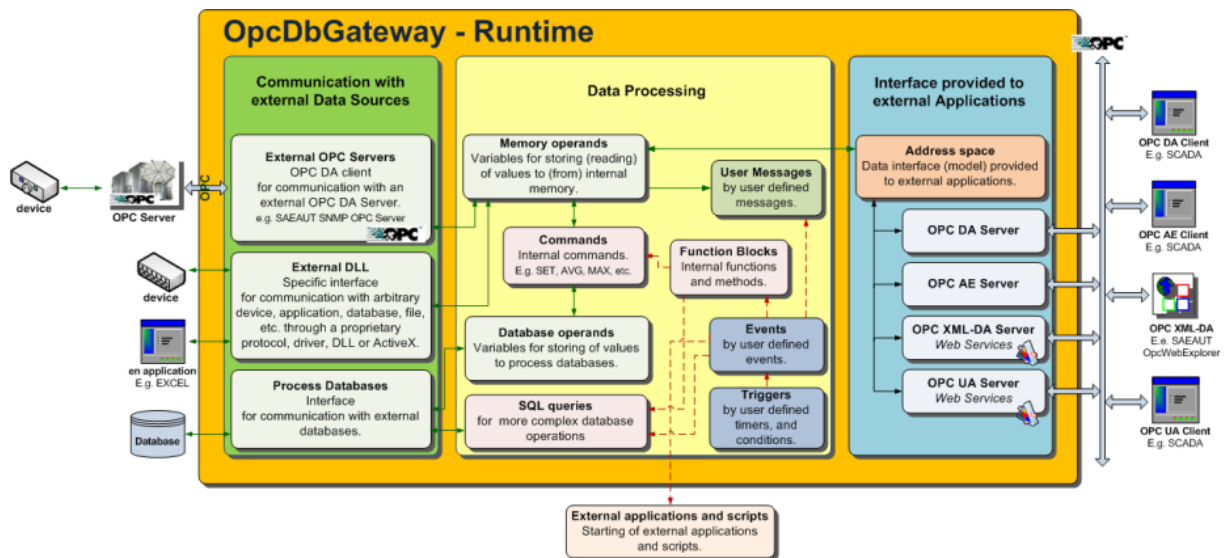 OpcDbGateway - Runtime
OPC
Communication with
external Data Sources
Data Processing
Interface provided to
external Applications
External OPC Servers
OPC DA client
for communication with an
external OPC DA Server.
e.g. SAEAUT SNMP OPC Server
OPC
External DLL
Specific interface
for communication with arbitrary
device, application, database, file,
etc. through a proprietary
protocol, driver, DLL or ActiveX.
Process Databases
Interface
for communication with external
databases.
device
OPC
OPC Server
OPC
device
en application
E.g. EXCEL
Database
Memory operands
Variables for storing (reading)
of values to (from) internal
memory.
User Messages
by user defined
messages.
Commands
Internal commands.
E.g. SET, AVG, MAX, etc.
Function Blocks
Internal functions
and methods.
Database operands
Variables for storing of values
to process databases.
Events
by user defined
events.
SQL queries
for more complex database
operations
Triggers
by user defined
timers, and
conditions.
Address space
Data interface (model) provided
to external applications.
OPC DA Server
OPC AE Server
OPC XML-DA Server
Web Services
OPC UA Server
Web Services
OPC DA Client
E.g. SCADA
OPC AE Client
E.g. SCADA
OPC XML-DA
E.e. SAEAUT
OpcWebExplorer
OPC UA Client
E.g. SCADA
External applications and scripts
Starting of external applications
and scripts.